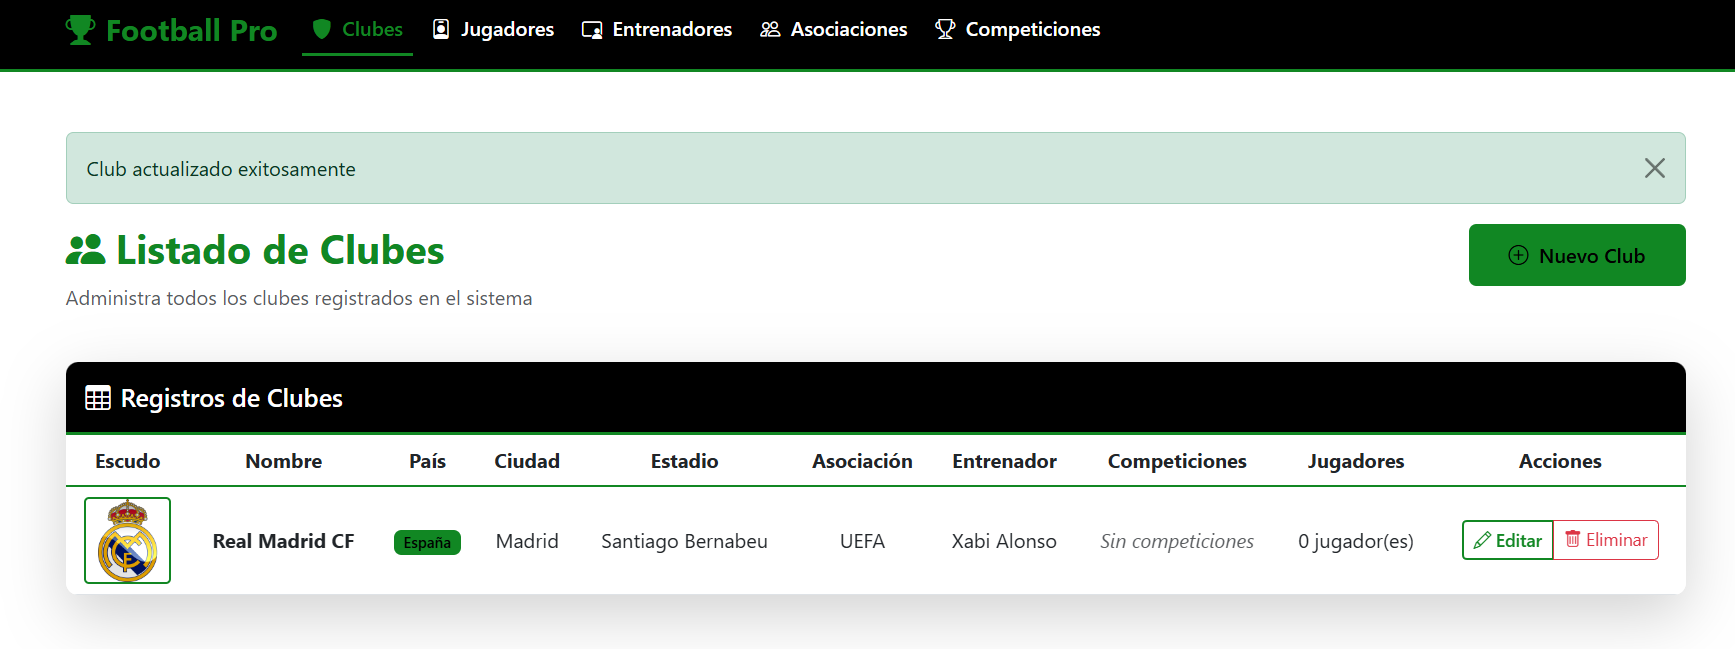 Football Pro Clubes Jugadores Entrenadores Asociaciones Competiciones
Club actualizado exitosamente
Listado de Clubes
Nuevo Club
Administra todos los clubes registrados en el sistema
Registros de Clubes
Escudo Nombre País Ciudad Estadio Asociación Entrenador Competiciones Jugadores Acciones
Real Madrid CF España Madrid Santiago Bernabeu UEFA Xabi Alonso Sin competiciones 0 jugador(es) Editar Eliminar